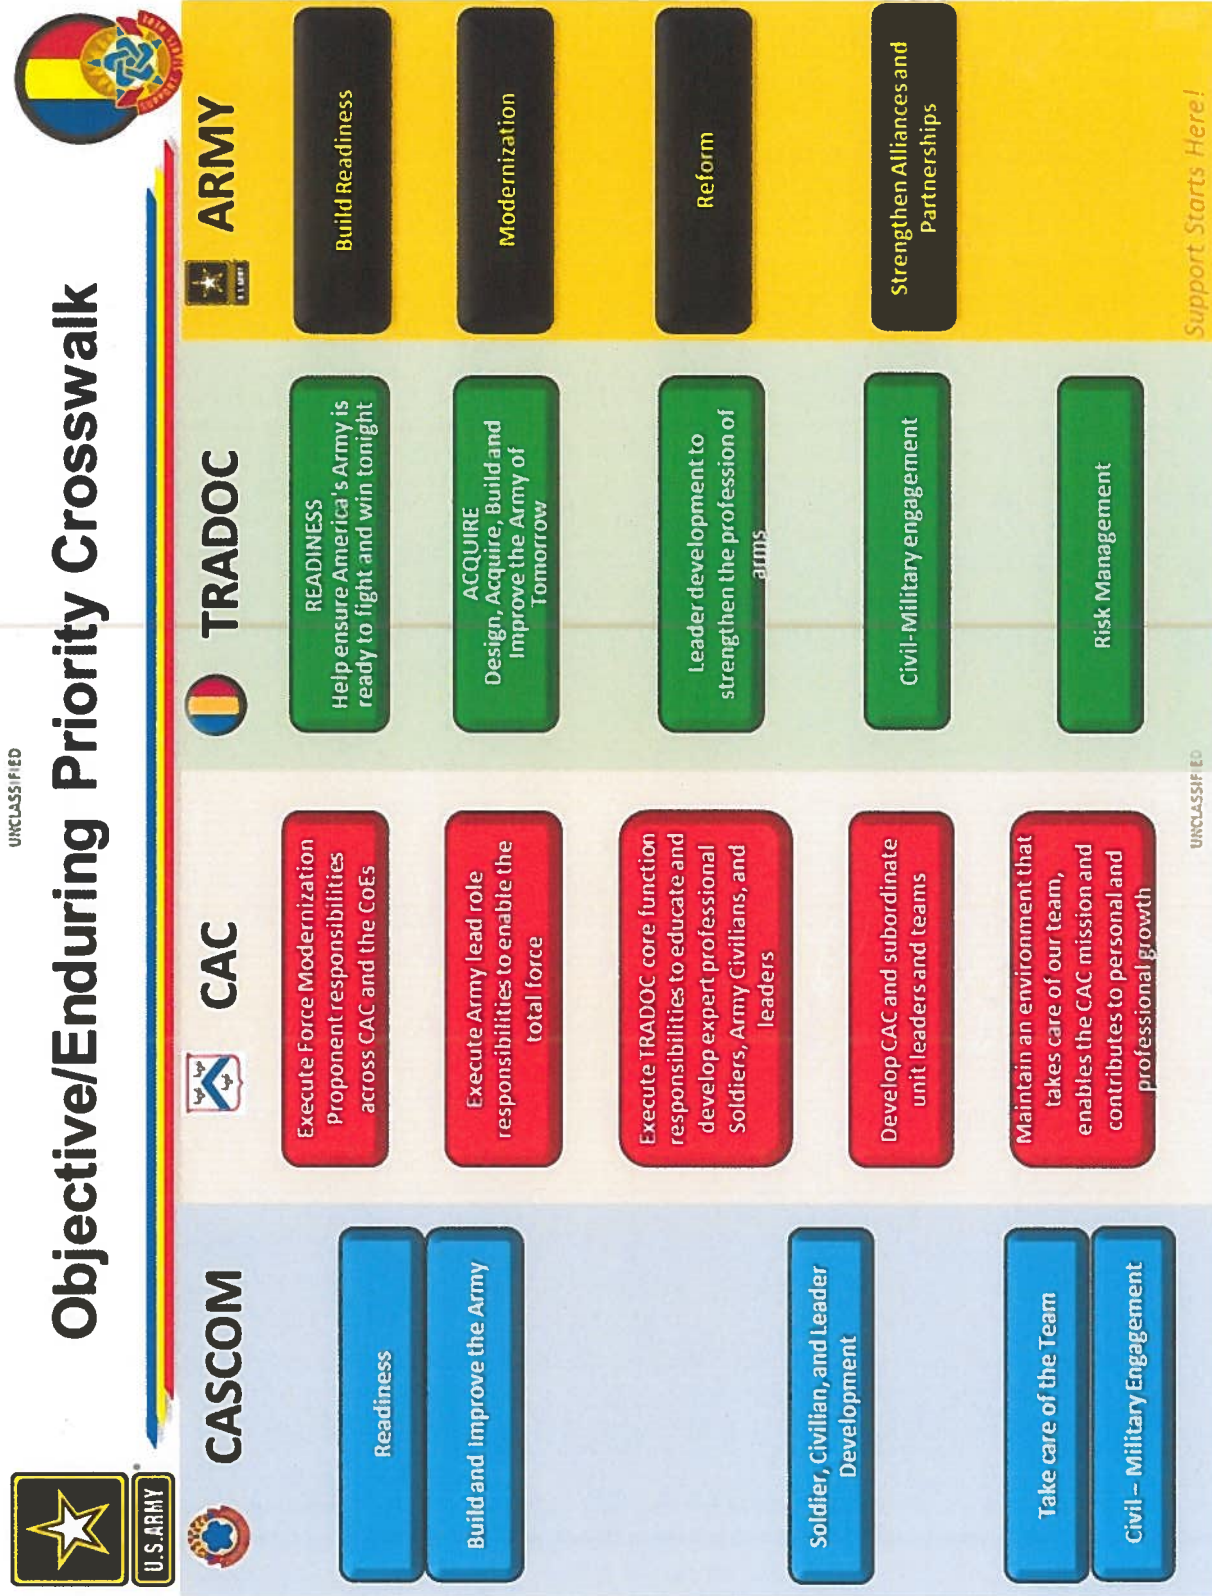 UNCLASSIFIED
Objective/Enduring Priority Crosswalk
U.S.ARMY
CASCOM
Readiness
Build and Improve the Army
Soldier, Civilian, and Leader
Development
Take care of the Team
Civil – Military Engagement
CAC
Execute Force Modernization
Proponent responsibilities
across CAC and the CoEs
Execute Army lead role
responsibilities to enable the
total force
Execute TRADOC core function
responsibilities to educate and
develop expert professional
Soldiers, Army Civilians, and
leaders
Develop CAC and subordinate
unit leaders and teams
Maintain an environment that
takes care of our team,
enables the CAC mission and
contributes to personal and
professional growth
TRADOC
READINESS
Help ensure America's Army is
ready to fight and win tonight
ACQUIRE
Design, Acquire, Build and
Improve the Army of
Tomorrow
Leader development to
strengthen the profession of
arms
Civil-Military engagement
Risk Management
ARMY
Build Readiness
Modernization
Reform
Strengthen Alliances and
Partnerships
UNCLASSIFIED
Support Starts Here!